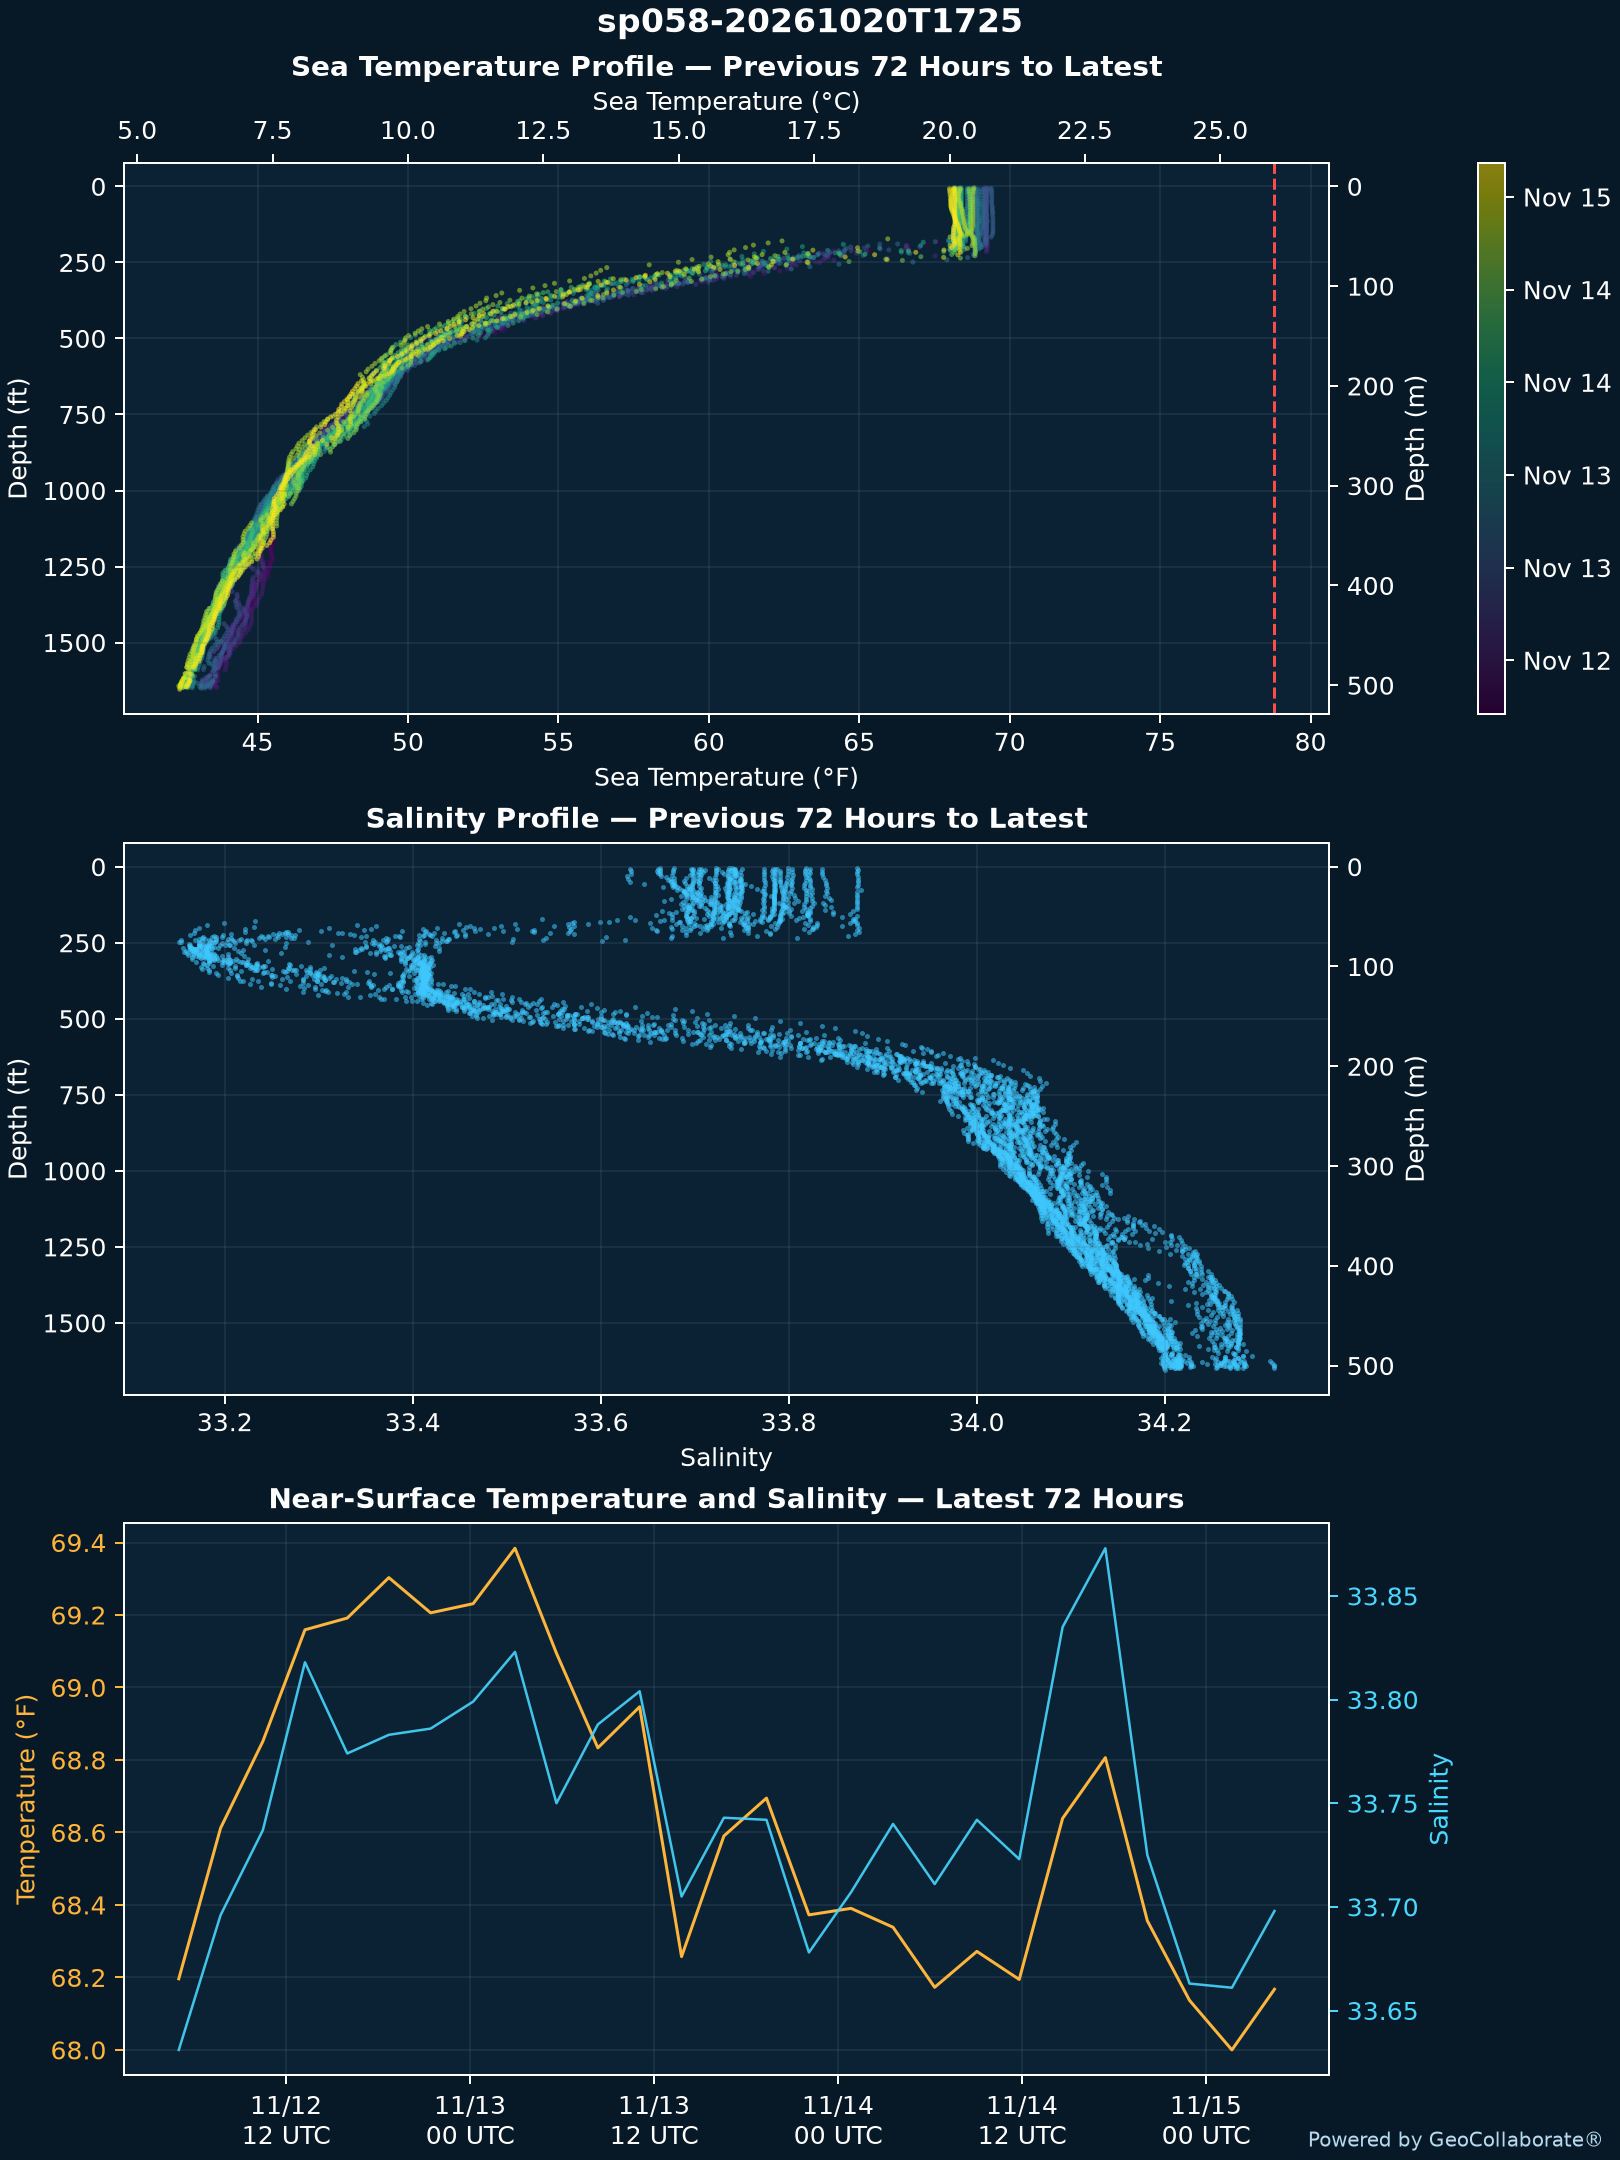 sp058-20261020T1725
Sea Temperature Profile — Previous 72 Hours to Latest
Sea Temperature (°C)
5.0 7.5 10.0 12.5 15.0 17.5 20.0 22.5 25.0
0 250 500 750 1000 1250 1500
Depth (ft)
0 100 200 300 400 500
Depth (m)
Nov 15
Nov 14
Nov 14
Nov 13
Nov 13
Nov 12
45 50 55 60 65 70 75 80
Sea Temperature (°F)
Salinity Profile — Previous 72 Hours to Latest
0 250 500 750 1000 1250 1500
Depth (ft)
0 100 200 300 400 500
Depth (m)
33.2 33.4 33.6 33.8 34.0 34.2
Salinity
Near-Surface Temperature and Salinity — Latest 72 Hours
69.4 69.2 69.0 68.8 68.6 68.4 68.2 68.0
Temperature (°F)
33.85 33.80 33.75 33.70 33.65
Salinity
11/12 11/13 11/13 11/14 11/14 11/15
12 UTC 00 UTC 12 UTC 00 UTC 12 UTC 00 UTC
Powered by GeoCollaborate®